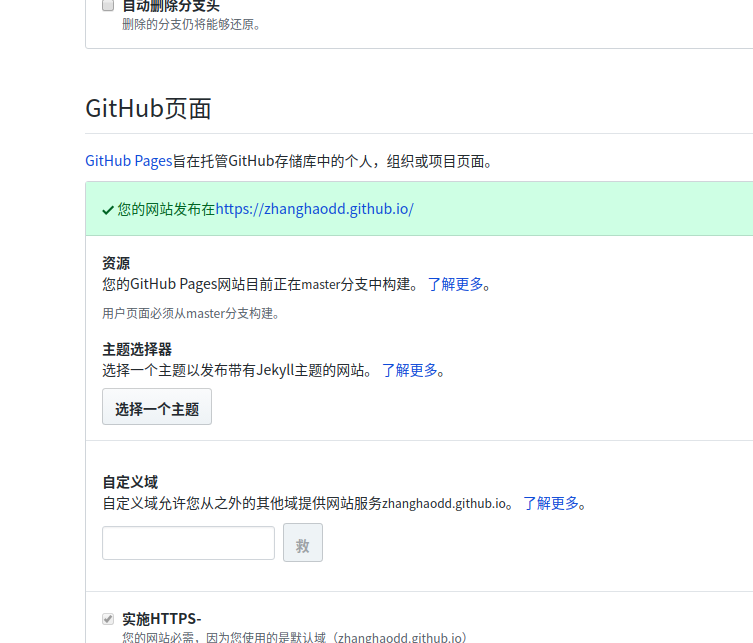 自动删除分支头
删除的分支仍将能够还原。
GitHub页面
GitHub Pages旨在托管GitHub存储库中的个人，组织或项目页面。
您的网站发布在https://zhanghaodd.github.io/
资源
您的GitHub Pages网站目前正在master分支中构建。 了解更多。
用户页面必须从master分支构建。
主题选择器
选择一个主题以发布带有Jekyll主题的网站。 了解更多。
选择一个主题
自定义域
自定义域允许您从之外的其他域提供网站服务zhanghaodd.github.io。 了解更多。
救
实施HTTPS-
您的网站必需，因为您使用的是默认域（zhanghaodd.github.io）